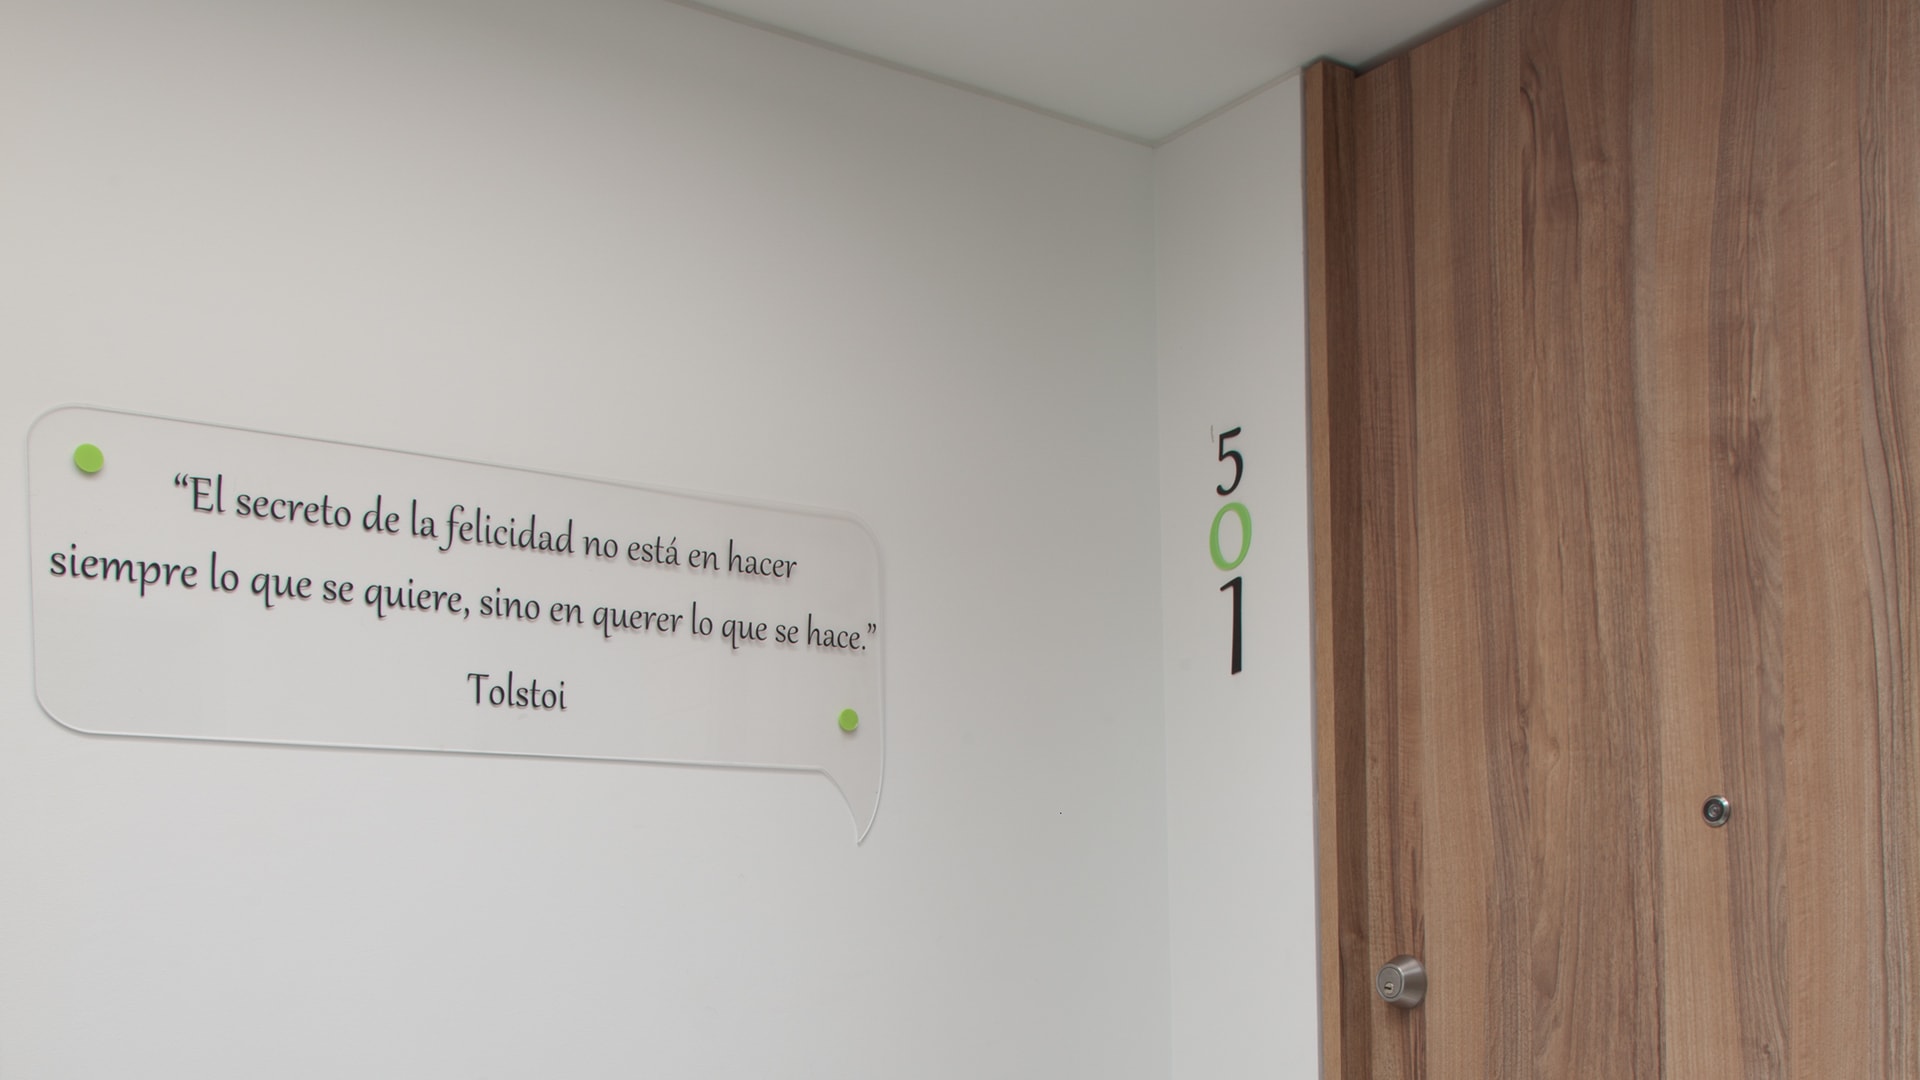 “El secreto de la felicidad no está en hacer
siempre lo que se quiere, sino en querer lo que se hace.”
Tolstoi
5
0
1